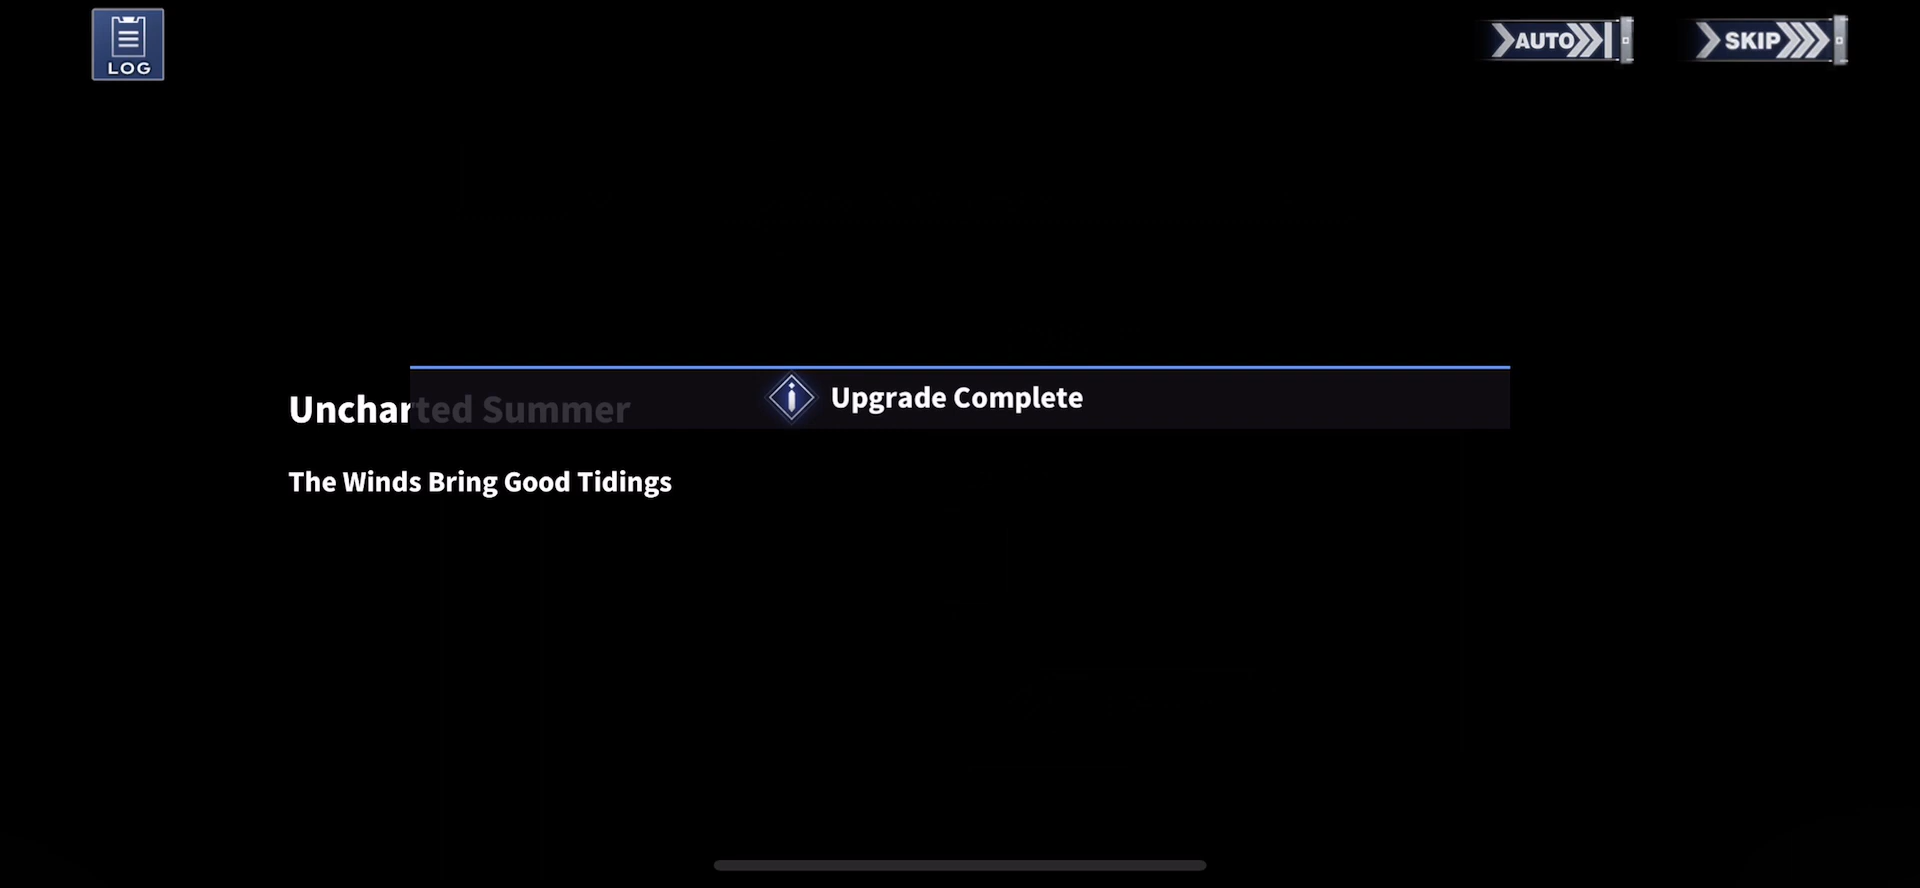 LOG
AUTO
SKIP
Upgrade Complete
Uncharted Summer
The Winds Bring Good Tidings